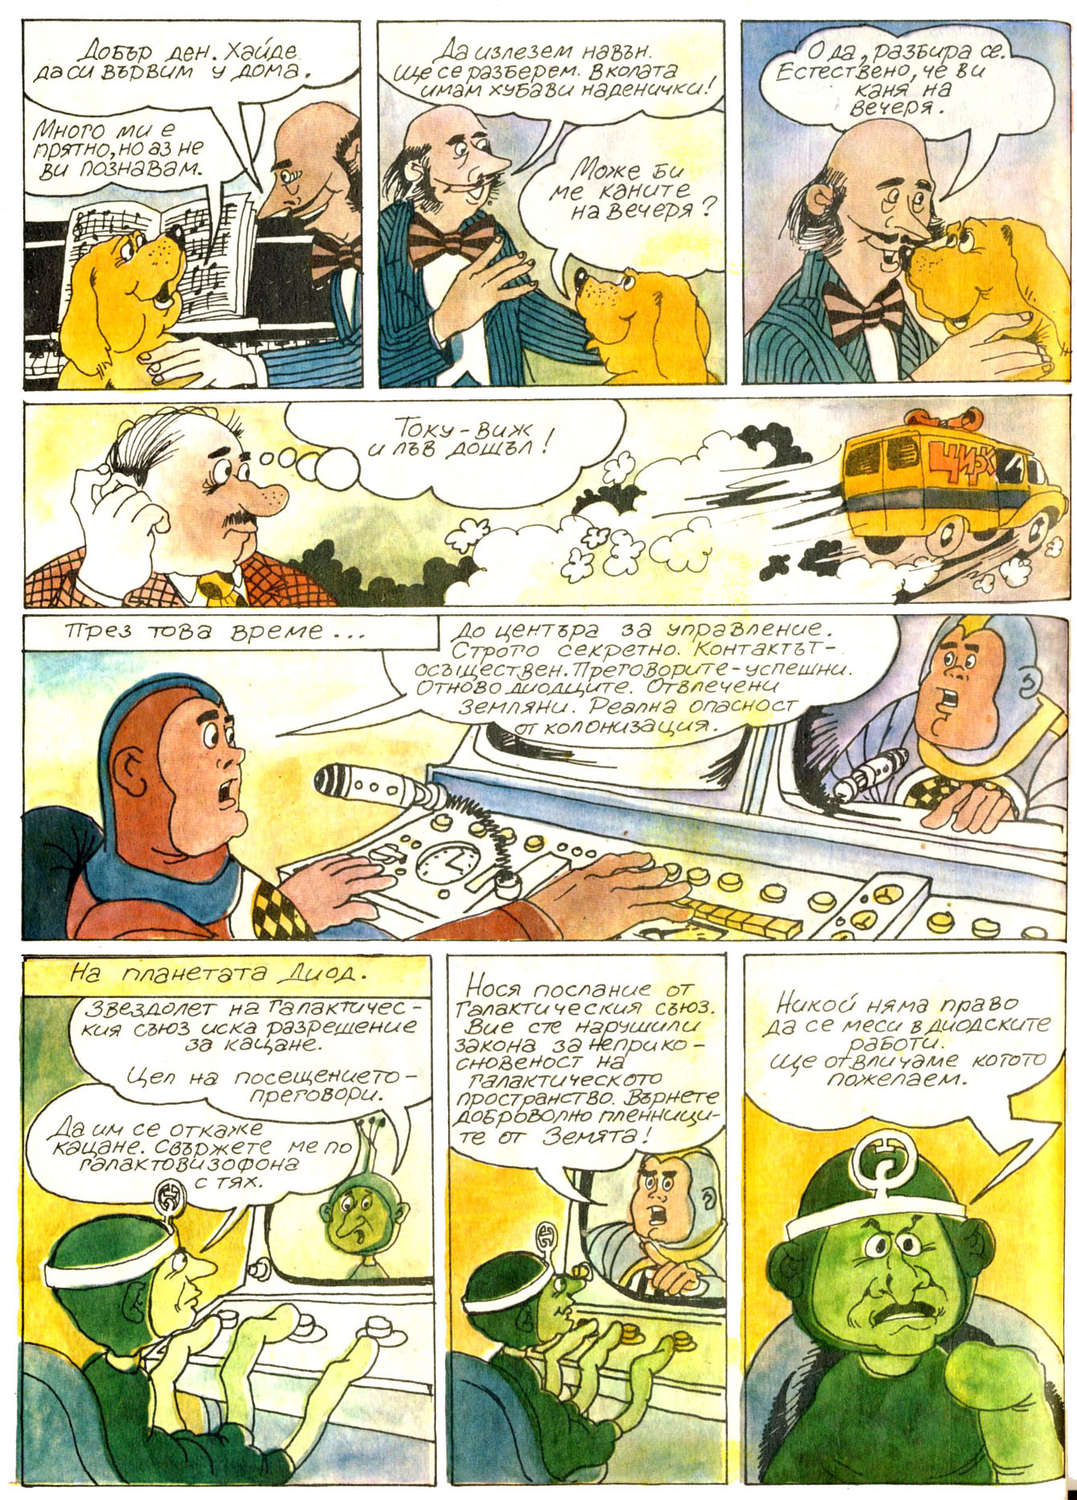 Добър ден. Хайде
да си вървим у дома.
Много ми е
приятно, но аз не
ви познавам.
Да излезем навън.
Ще се разберем. В колата
имам хубави наденички!
Може би
ме каните
на вечеря?
О да, разбира се.
Естествено, че ви
каня на
вечеря.
Току-виж
и лъв дошъл!
ЦИРК
През това време...
До центъра за управление.
Строго секретно. Контактът-
осъществен. Преговорите-успешни.
Отново диодците. Отвлечени
земляни. Реална опасност
от колонизация.
На планетата Диод.
Звездолет на Галактичес-
кия съюз иска разрешение
за кацане.
Цел на посещението-
преговори.
Да им се откаже
кацане. Свържете ме по
галактовизофона
с тях.
Нося послание от
Галактическия съюз.
Вие сте нарушили
закона за неприко-
сновеност на
галактическото
пространство. Върнете
доброволно пленници-
те от Земята!
Никой няма право
да се меси в диодските
работи.
Ще отвличаме когото
пожелаем.